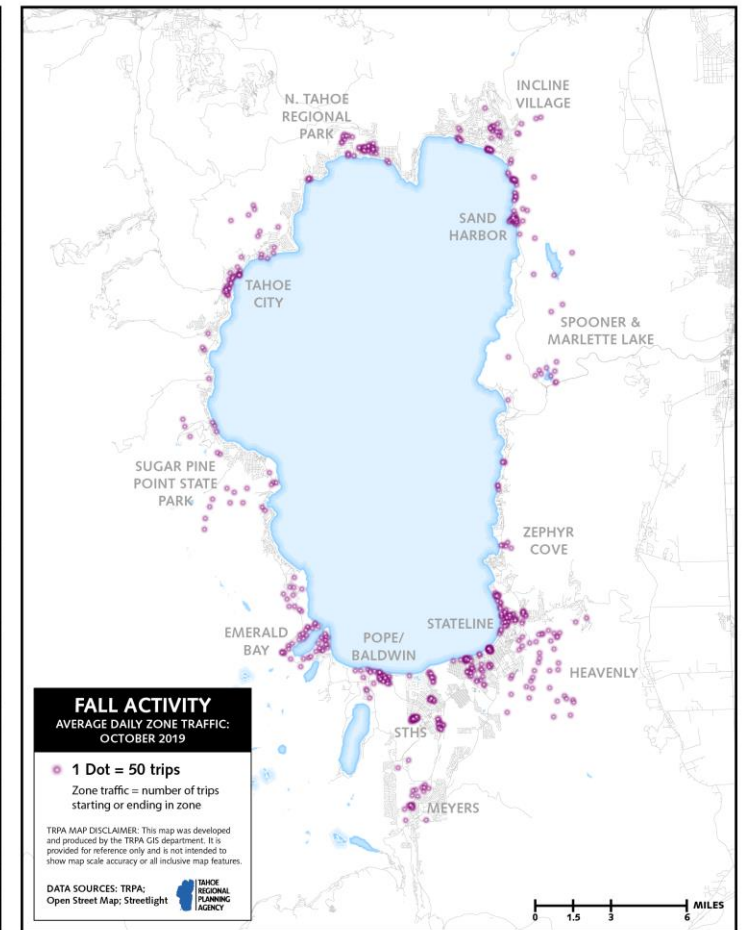 INCLINE
VILLAGE
N. TAHOE
REGIONAL
PARK
SAND
HARBOR
TAHOE
CITY
SPOONER &
MARLETTE LAKE
SUGAR PINE
POINT STATE
PARK
ZEPHYR
COVE
STATELINE
EMERALD
BAY
POPE/
BALDWIN
HEAVENLY
STHS
MEYERS
FALL ACTIVITY
AVERAGE DAILY ZONE TRAFFIC:
OCTOBER 2019
1 Dot = 50 trips
Zone traffic = number of trips
starting or ending in zone
TRPA MAP DISCLAIMER: This map was developed
and produced by the TRPA GIS department. It is
provided for reference only and is not intended to
show map scale accuracy or all inclusive map features.
DATA SOURCES: TRPA;
Open Street Map; Streetlight
TAHOE
REGIONAL
PLANNING
AGENCY
MILES
0 1.5 3 6